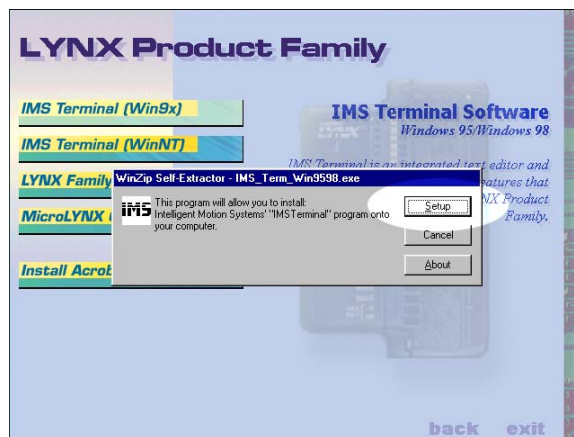 LYNX Product Family
IMS Terminal (Win9x)
IMS Terminal (WinNT)
LYNX Family
MicroLYNX
Install Acrob
IMS Terminal Software
Windows 95/Windows 98
IMS Terminal is an integrated text editor and
eatures that
NX Product
Family.
WinZip Self-Extractor - IMS_Term_Win9598.exe
IMS
This program will allow you to install:
Intelligent Motion Systems' "IMSTerminal" program onto
your computer.
Setup
Cancel
About
back exit